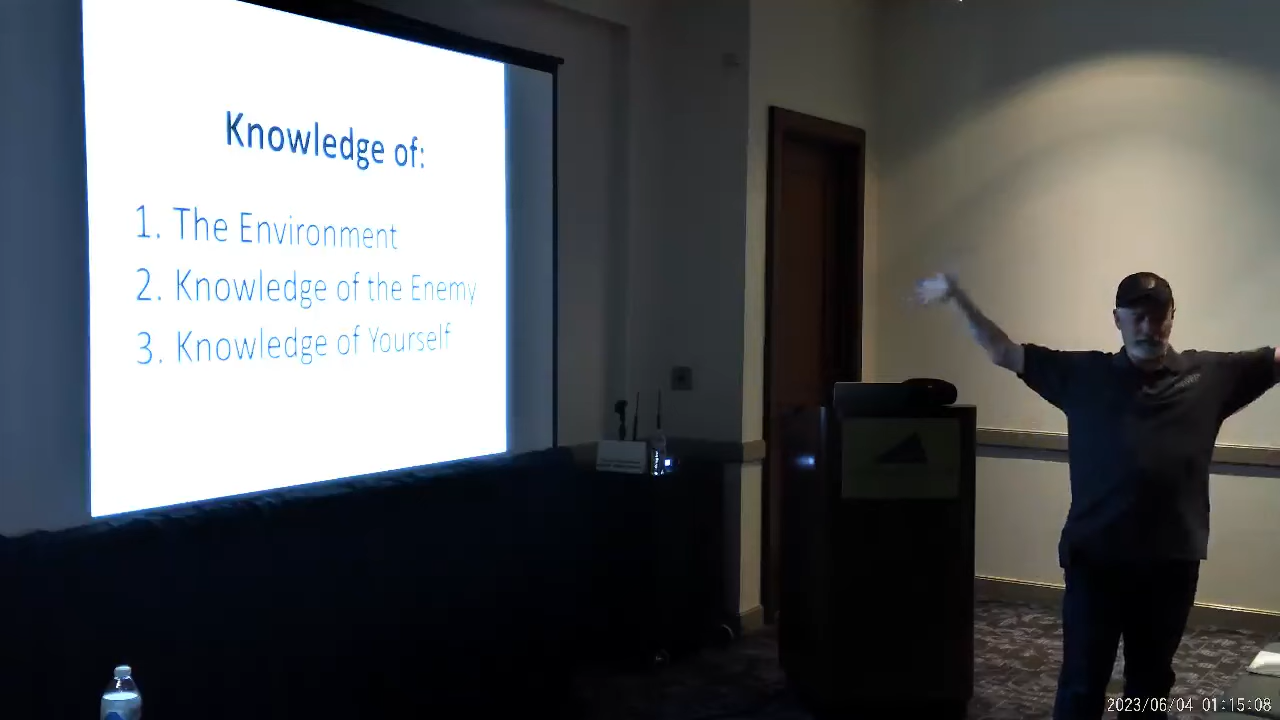 Knowledge of:
1. The Environment
2. Knowledge of the Enemy
3. Knowledge of Yourself
2023/06/04 01:15:08